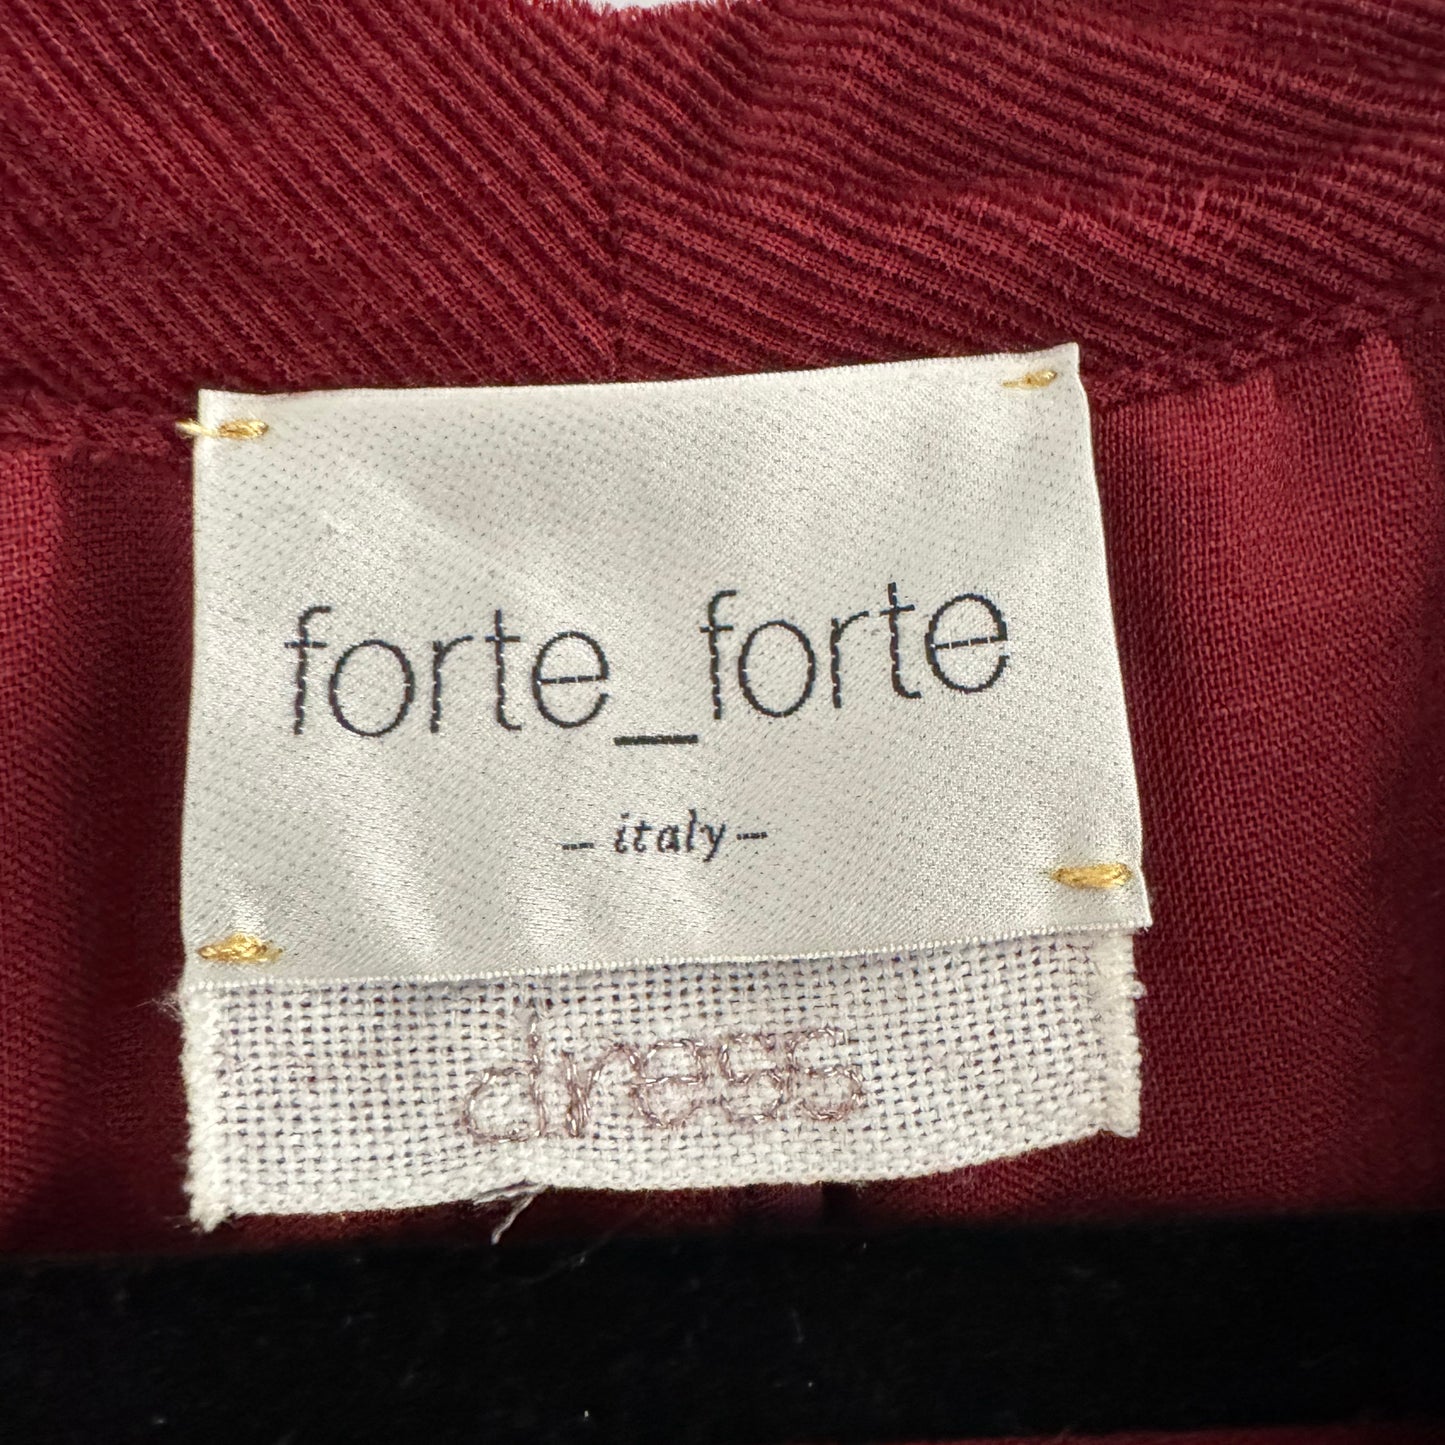 forte_forte
- italy -
dress